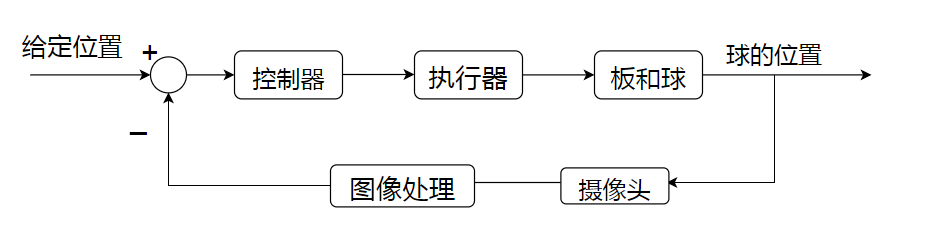 给定位置
+
控制器
执行器
板和球
球的位置
−
图像处理
摄像头